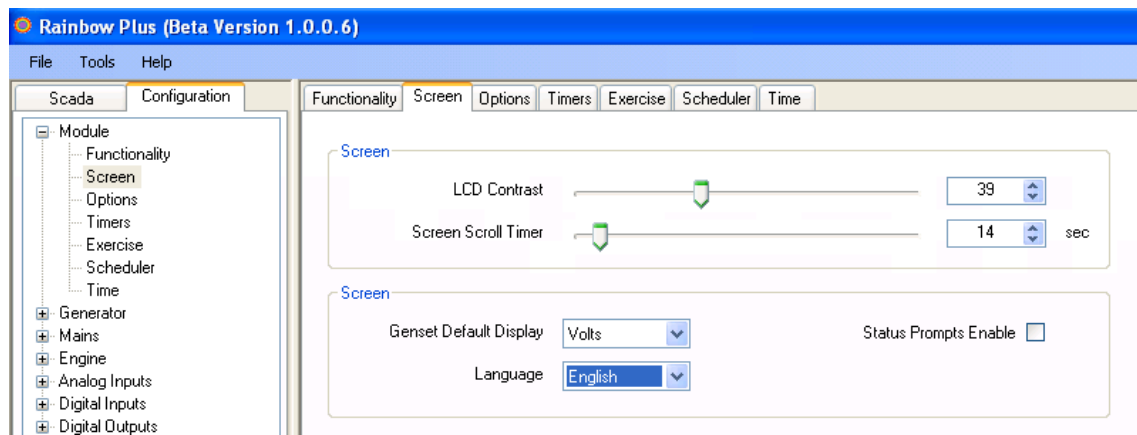 Rainbow Plus (Beta Version 1.0.0.6)
File Tools Help
Scada Configuration
Module
Functionality
Screen
Options
Timers
Exercise
Scheduler
Time
Generator
Mains
Engine
Analog Inputs
Digital Inputs
Digital Outputs
Functionality Screen Options Timers Exercise Scheduler Time
Screen
LCD Contrast 39
Screen Scroll Timer 14 sec
Screen
Genset Default Display Volts Status Prompts Enable
Language English